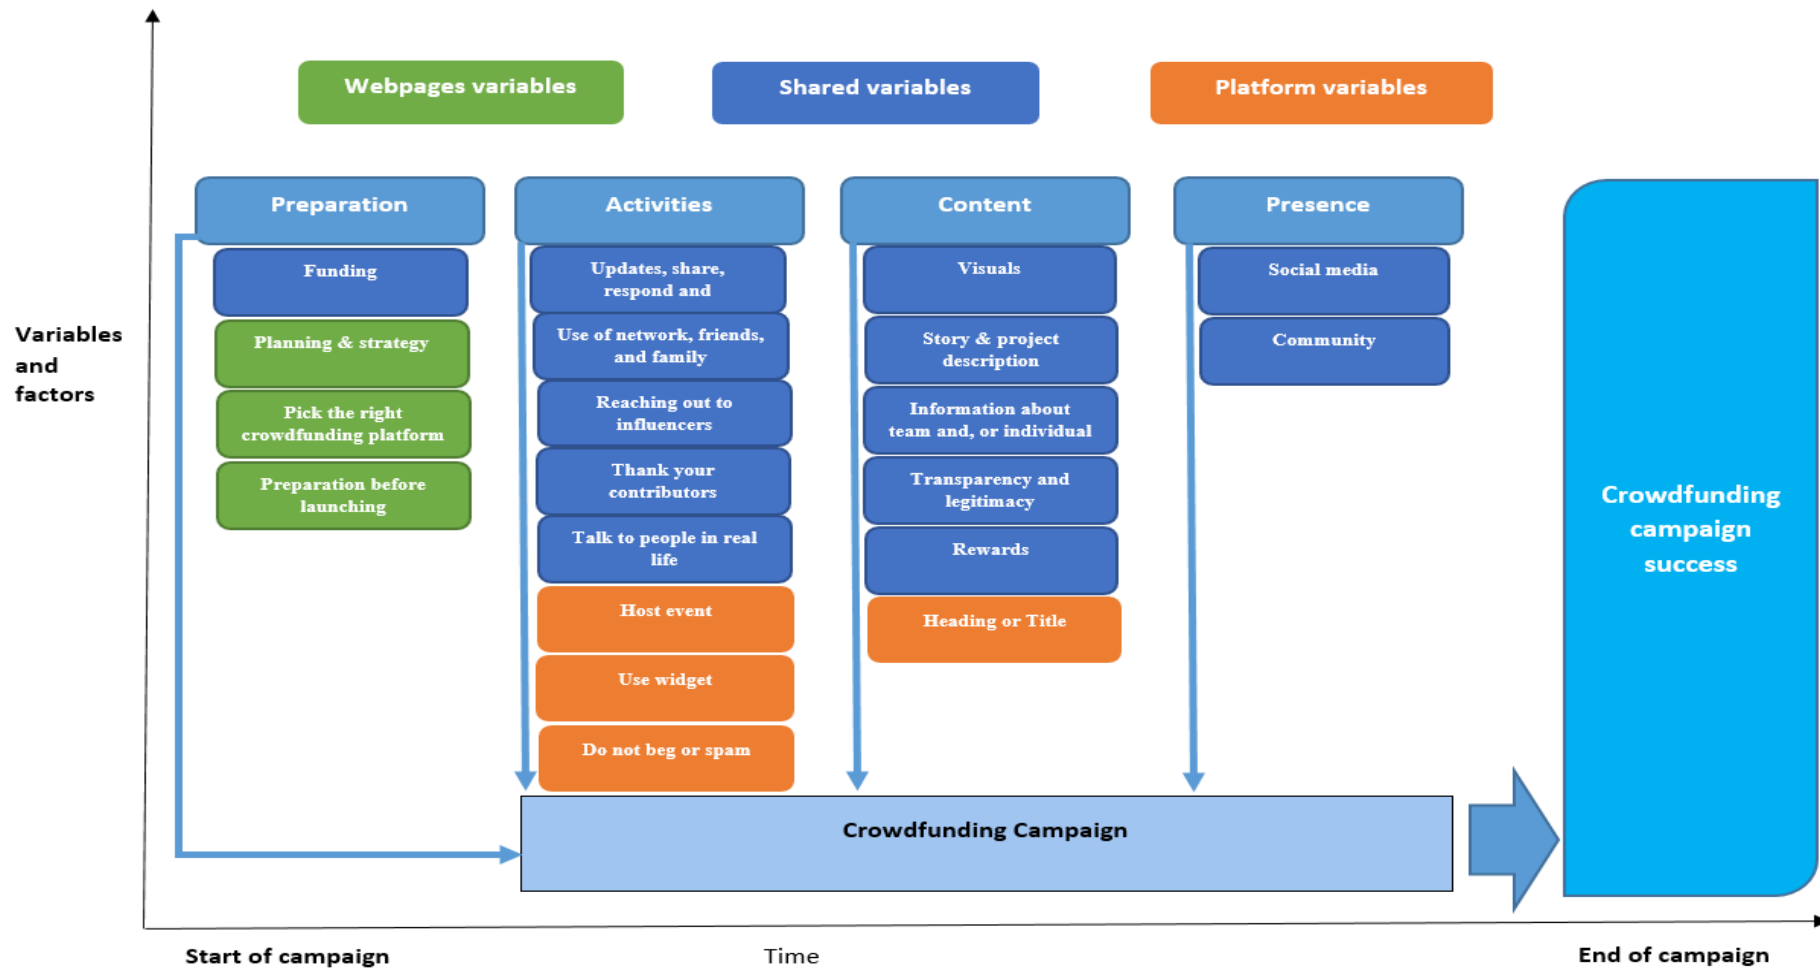 Webpages variables
Shared variables
Platform variables
Preparation
Activities
Content
Presence
Funding
Planning & strategy
Pick the right
crowdfunding platform
Preparation before
launching
Updates, share,
respond and
Use of network, friends,
and family
Reaching out to
influencers
Thank your
contributors
Talk to people in real
life
Host event
Use widget
Do not beg or spam
Visuals
Story & project
description
Information about
team and, or individual
Transparency and
legitimacy
Rewards
Heading or Title
Social media
Community
Variables
and
factors
Crowdfunding
campaign
success
Crowdfunding Campaign
Start of campaign
Time
End of campaign